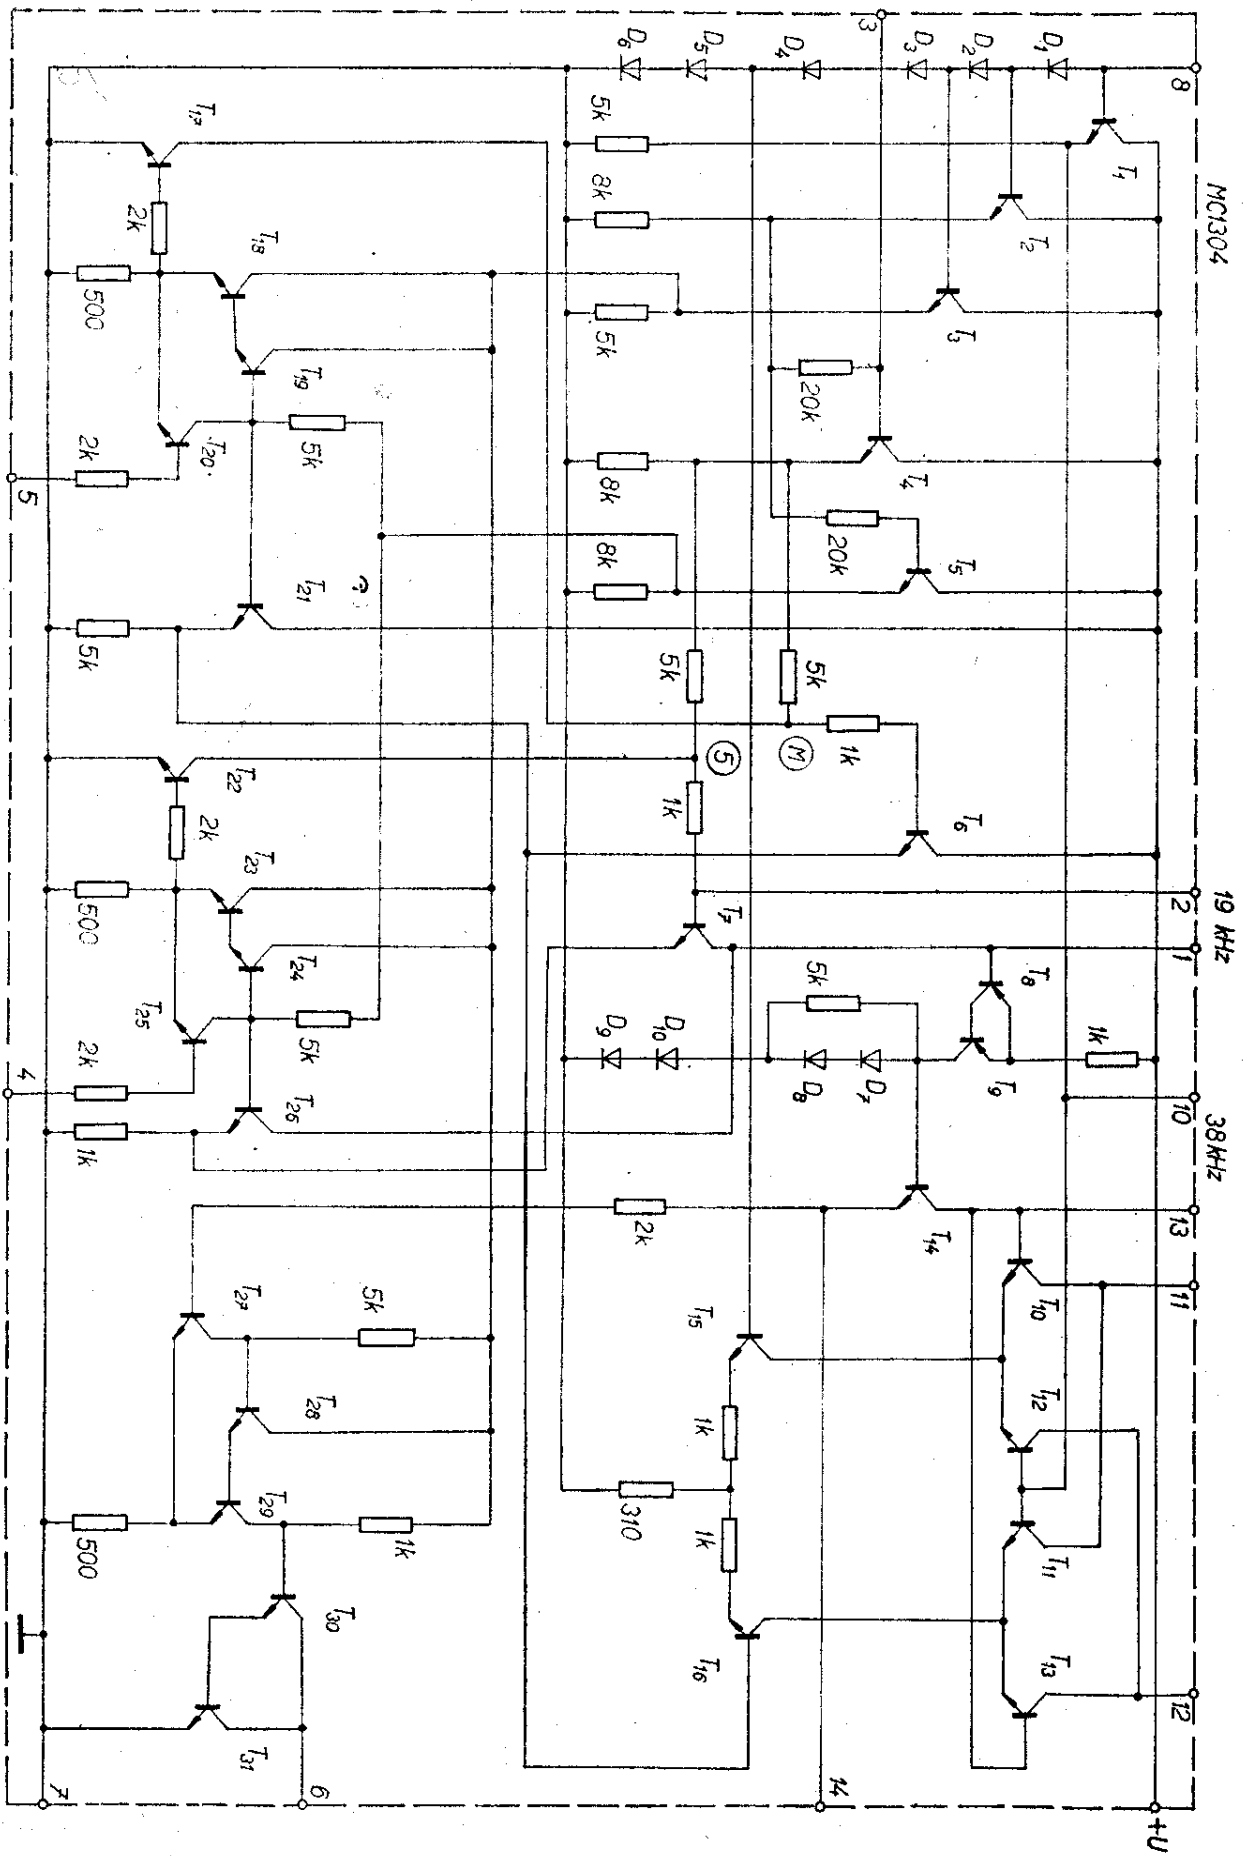 MC1304
19 kHz
38kHz
+U
8
2
1
10
13
11
12
T1
1k
D1
T2
T8
T9
T10
T12
T11
T13
D2
T3
T6
D3
T4
T5
T14
3
20k
20k
1k
5k
D7
D8
14
D4
5k
M
T15
T16
D5
5k
S
1k
T7
D10
1k
1k
D6
5k
8k
5k
8k
8k
D9
2k
310
5k
?
5k
5k
1k
T19
T21
T24
T26
T28
T30
6
T18
T23
T27
T29
T31
T17
T20
T22
T25
2k
2k
500
2k
5k
500
2k
1k
500
7
5
4